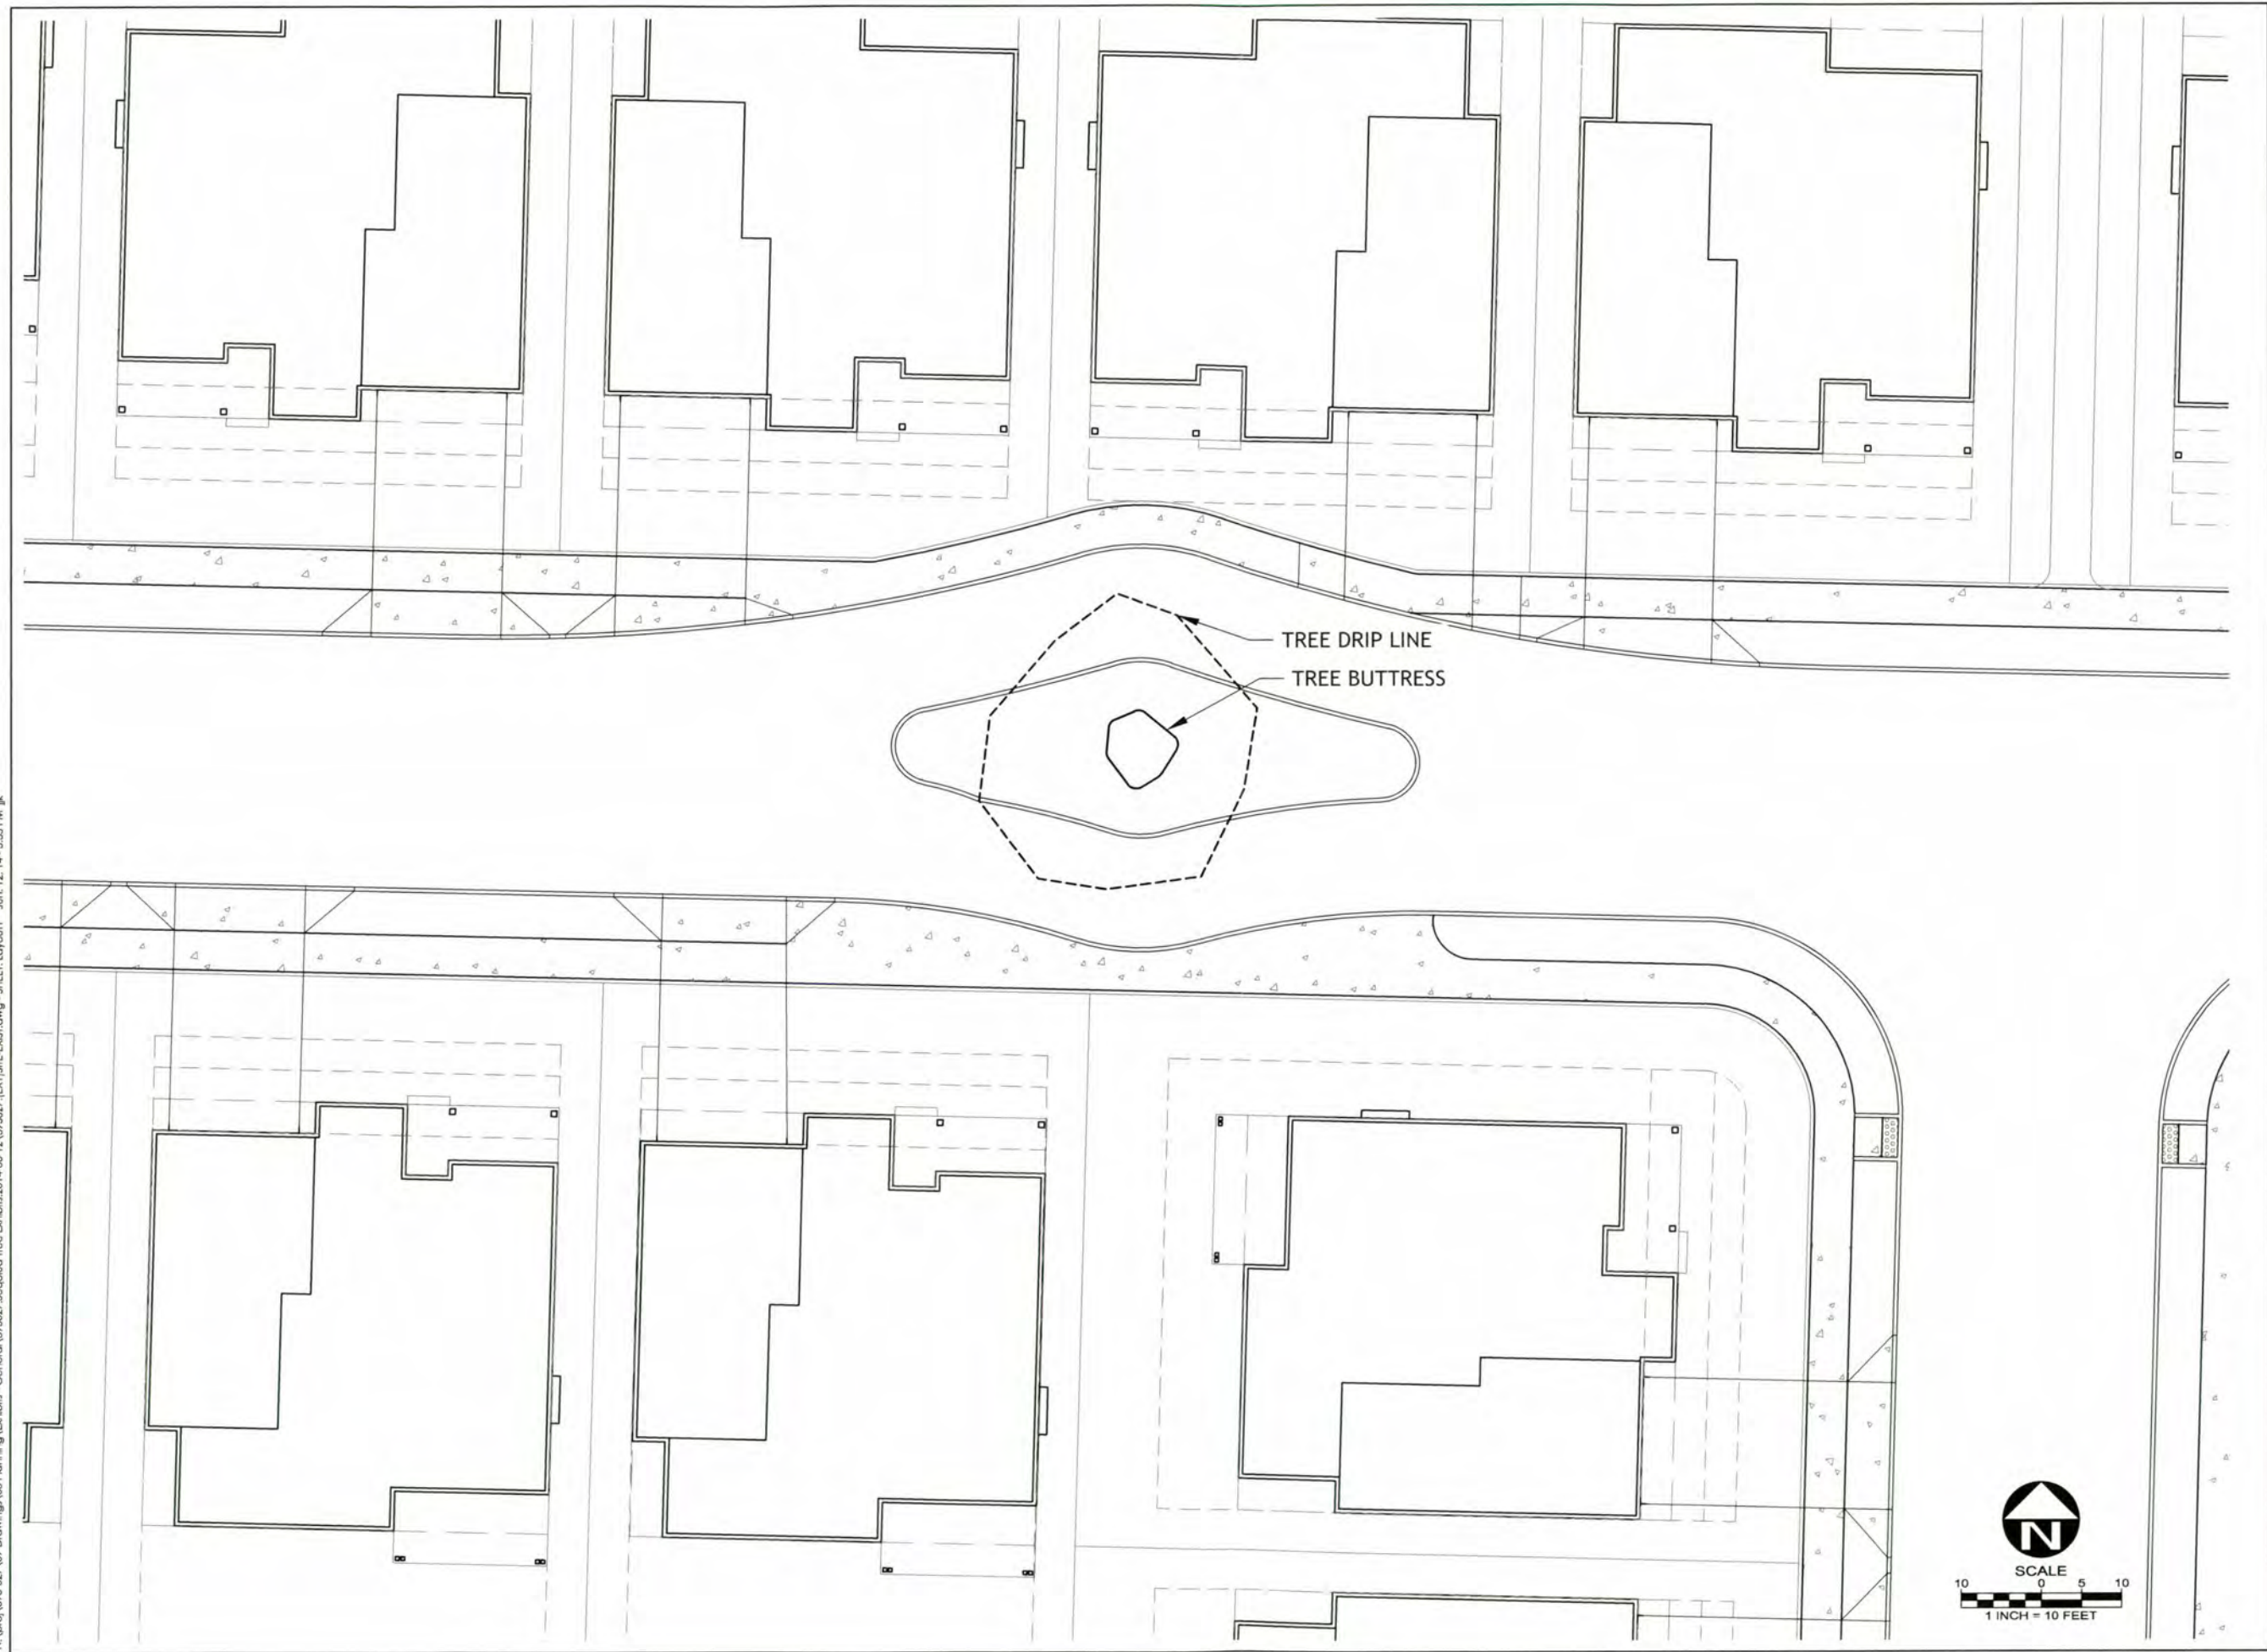 TREE DRIP LINE
TREE BUTTRESS
N
SCALE
10 0 5 10
1 INCH = 10 FEET